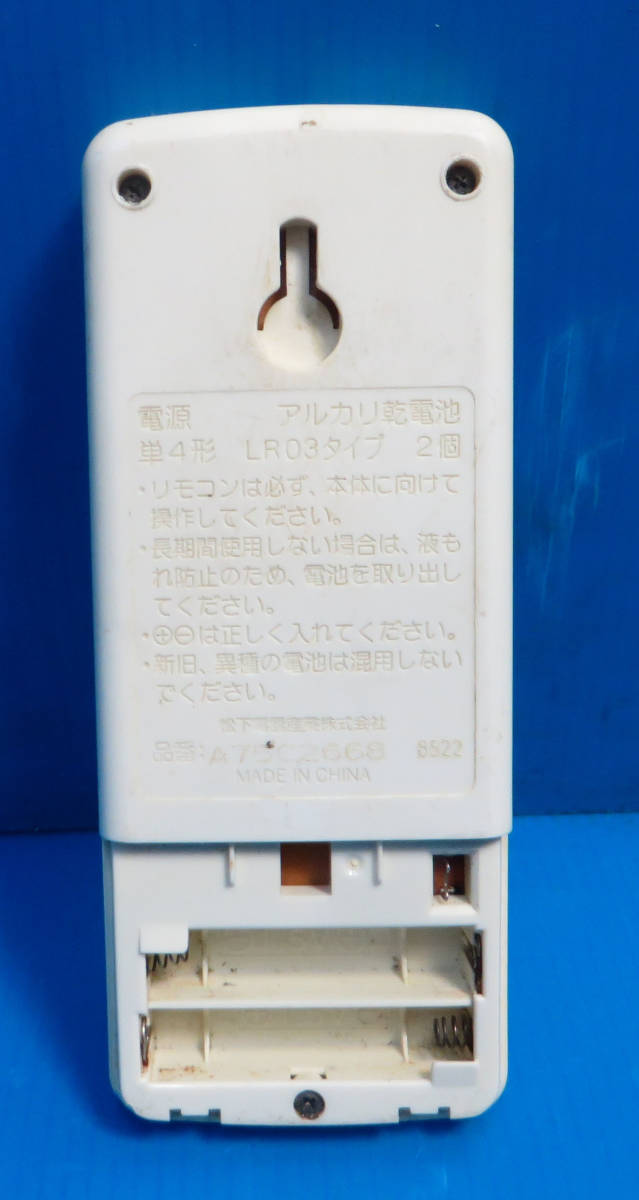 電源 アルカリ乾電池
単4形 LR03タイプ 2個
・リモコンは必ず、本体に向けて
操作してください。
・長期間使用しない場合は、液も
れ防止のため、電池を取り出し
てください。
・⊕⊖は正しく入れてください。
・新旧、異種の電池は混用しない
でください。
松下電器産業株式会社
品番:A75C2668 8522
MADE IN CHINA